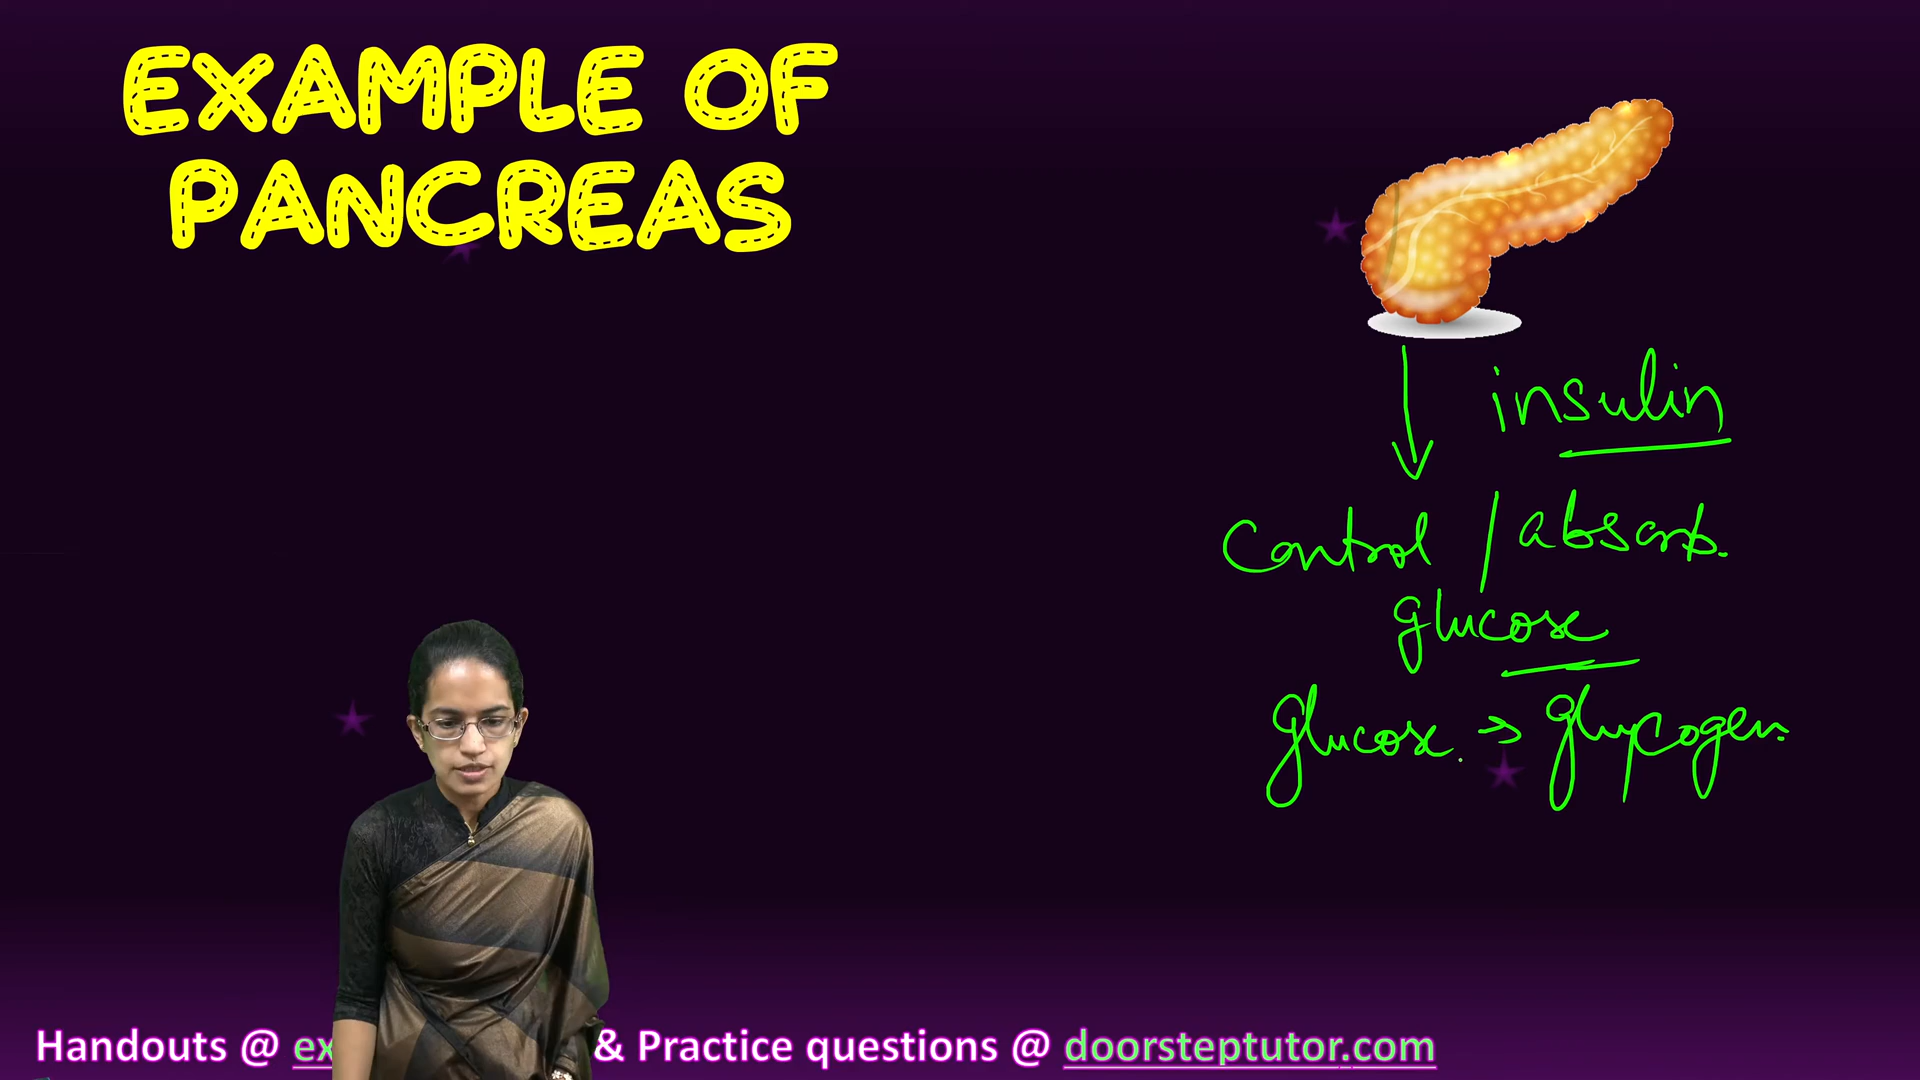 EXAMPLE OF
PANCREAS
insulin
Control / absorb.
glucose
glucose. → glycogen.
Handouts @ ex & Practice questions @ doorsteptutor.com